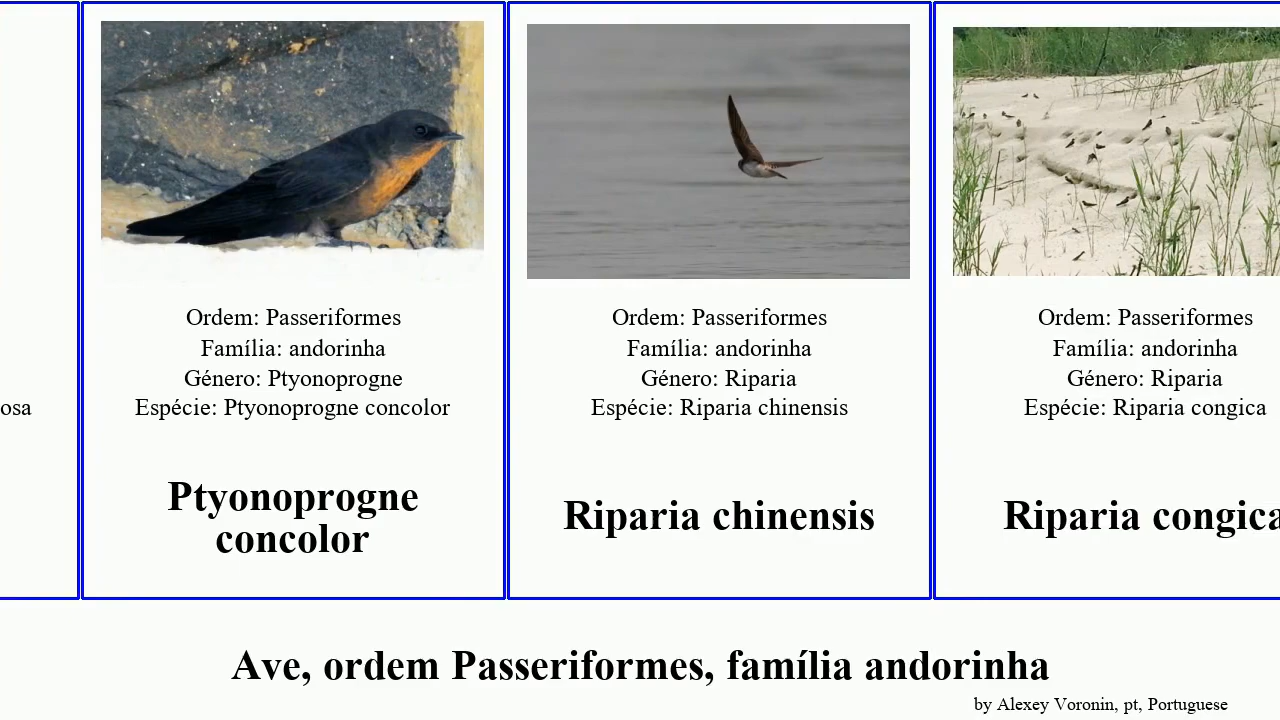 osa
Ordem: Passeriformes
Família: andorinha
Género: Ptyonoprogne
Espécie: Ptyonoprogne concolor
Ptyonoprogne
concolor
Ordem: Passeriformes
Família: andorinha
Género: Riparia
Espécie: Riparia chinensis
Riparia chinensis
Ordem: Passeriformes
Família: andorinha
Género: Riparia
Espécie: Riparia congica
Riparia congica
Ave, ordem Passeriformes, família andorinha
by Alexey Voronin, pt, Portuguese